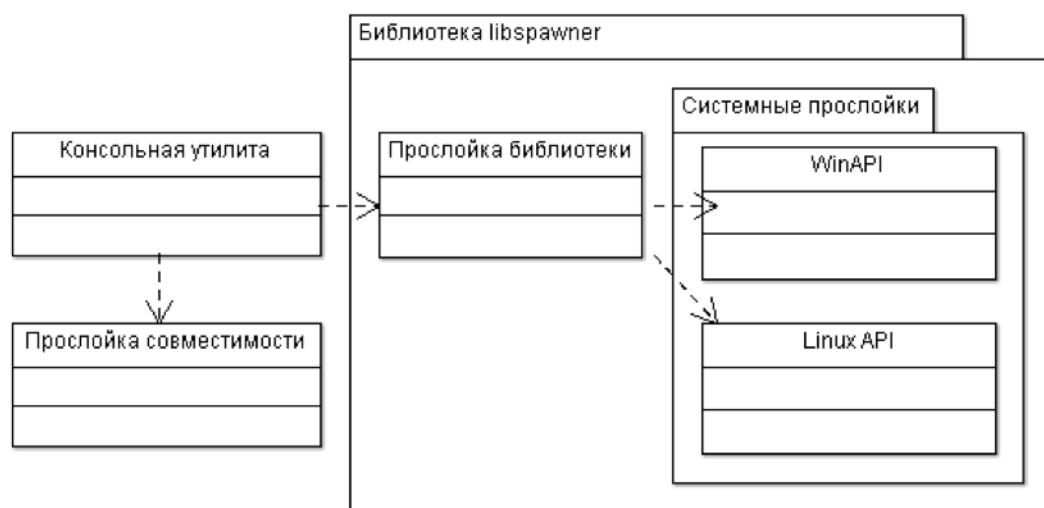 Библиотека libspawner
Системные прослойки
Консольная утилита
Прослойка библиотеки
WinAPI
Прослойка совместимости
Linux API